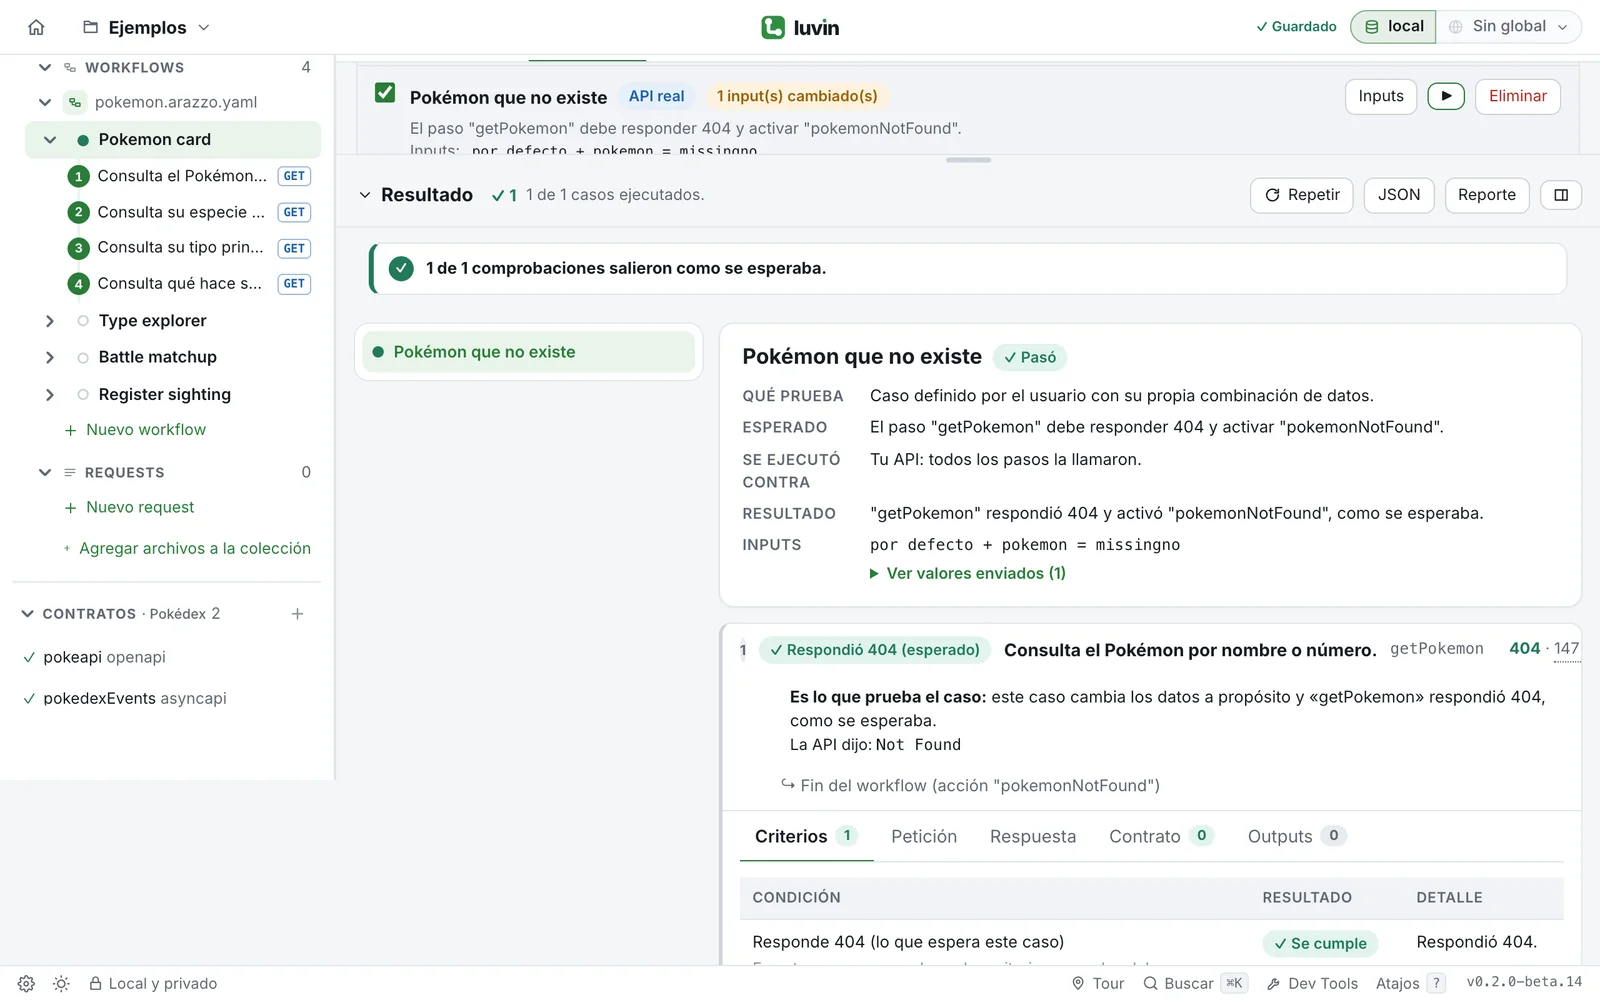 Ejemplos
luvin
Guardado
local
Sin global
WORKFLOWS 4
pokemon.arazzo.yaml
Pokemon card
1 Consulta el Pokémon... GET
2 Consulta su especie ... GET
3 Consulta su tipo prin... GET
4 Consulta qué hace s... GET
Type explorer
Battle matchup
Register sighting
+ Nuevo workflow
REQUESTS 0
+ Nuevo request
+ Agregar archivos a la colección
CONTRATOS · Pokédex 2 +
pokeapi openapi
pokedexEvents asyncapi
Pokémon que no existe API real 1 input(s) cambiado(s)
Inputs
Eliminar
El paso "getPokemon" debe responder 404 y activar "pokemonNotFound".
Inputs: por defecto + pokemon = missingno
Resultado ✓ 1 1 de 1 casos ejecutados.
Repetir
JSON
Reporte
1 de 1 comprobaciones salieron como se esperaba.
Pokémon que no existe
Pokémon que no existe ✓ Pasó
QUÉ PRUEBA Caso definido por el usuario con su propia combinación de datos.
ESPERADO El paso "getPokemon" debe responder 404 y activar "pokemonNotFound".
SE EJECUTÓ CONTRA Tu API: todos los pasos la llamaron.
RESULTADO "getPokemon" respondió 404 y activó "pokemonNotFound", como se esperaba.
INPUTS por defecto + pokemon = missingno
Ver valores enviados (1)
1 ✓ Respondió 404 (esperado) Consulta el Pokémon por nombre o número. getPokemon 404 · 147
Es lo que prueba el caso: este caso cambia los datos a propósito y «getPokemon» respondió 404,
como se esperaba.
La API dijo: Not Found
↪ Fin del workflow (acción "pokemonNotFound")
Criterios 1 Petición Respuesta Contrato 0 Outputs 0
CONDICIÓN RESULTADO DETALLE
Responde 404 (lo que espera este caso) ✓ Se cumple Respondió 404.
Local y privado
Tour
Buscar ⌘K
Dev Tools
Atajos ?
v0.2.0-beta.14